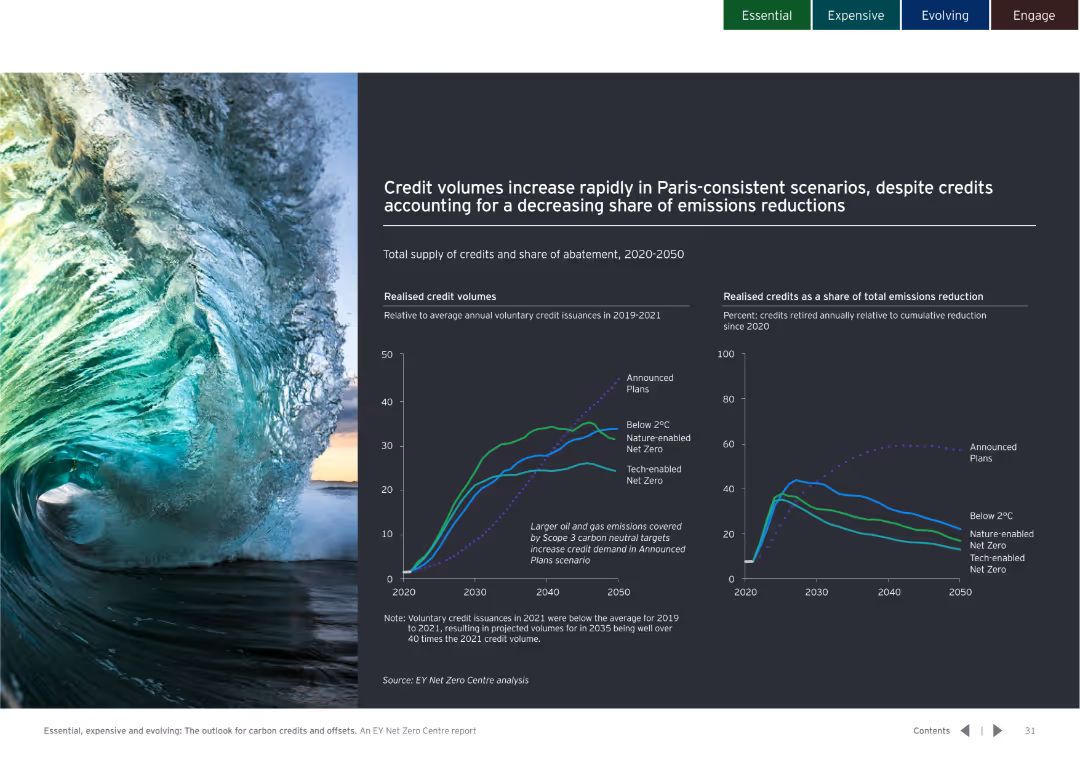 Essential
Expensive
Evolving
Engage
Credit volumes increase rapidly in Paris-consistent scenarios, despite credits
accounting for a decreasing share of emissions reductions
Total supply of credits and share of abatement, 2020-2050
Realised credit volumes
Relative to average annual voluntary credit issuances in 2019-2021
50
40
30
20
10
0
2020
2030
2040
2050
Announced
Plans
Below 2°C
Nature-enabled
Net Zero
Tech-enabled
Net Zero
Larger oil and gas emissions covered
by Scope 3 carbon neutral targets
increase credit demand in Announced
Plans scenario
Note: Voluntary credit issuances in 2021 were below the average for 2019
to 2021, resulting in projected volumes for in 2035 being well over
40 times the 2021 credit volume.
Realised credits as a share of total emissions reduction
Percent: credits retired annually relative to cumulative reduction
since 2020
100
80
60
40
20
0
2020
2030
2040
2050
Announced
Plans
Below 2°C
Nature-enabled
Net Zero
Tech-enabled
Net Zero
Source: EY Net Zero Centre analysis
Essential, expensive and evolving: The outlook for carbon credits and offsets. An EY Net Zero Centre report
Contents | 31